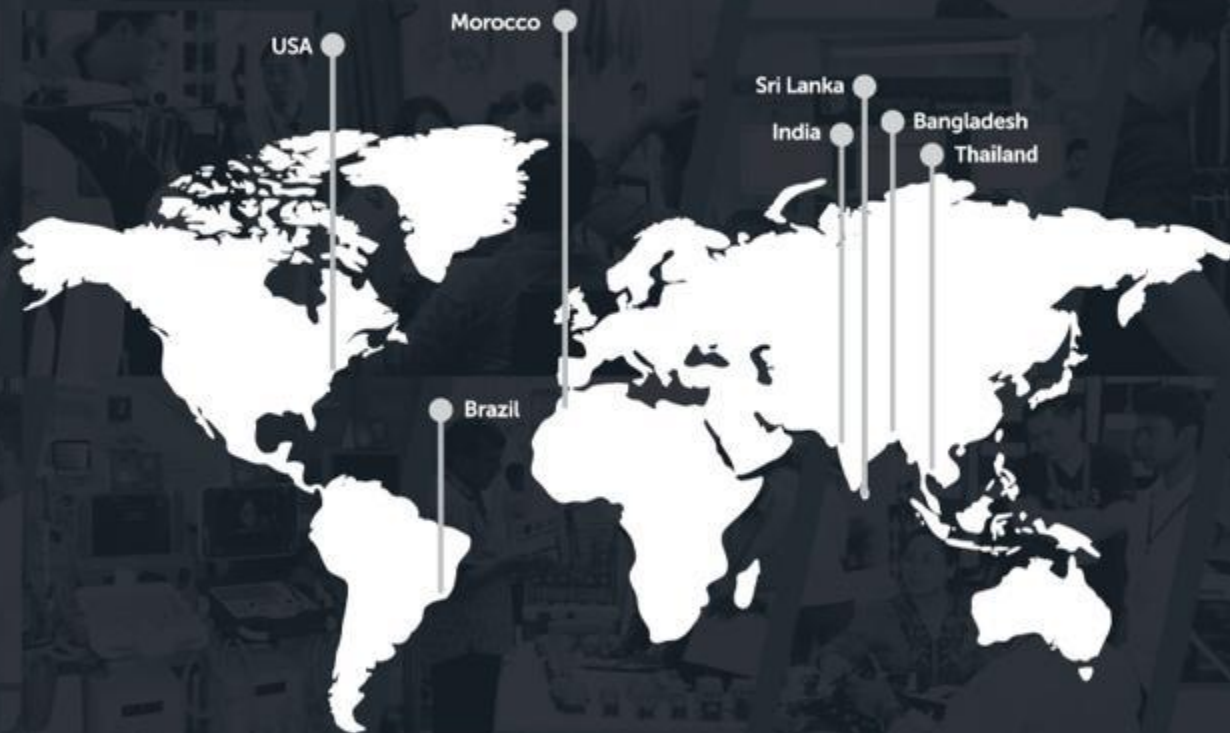 Morocco
USA
Sri Lanka
Bangladesh
India
Thailand
Brazil